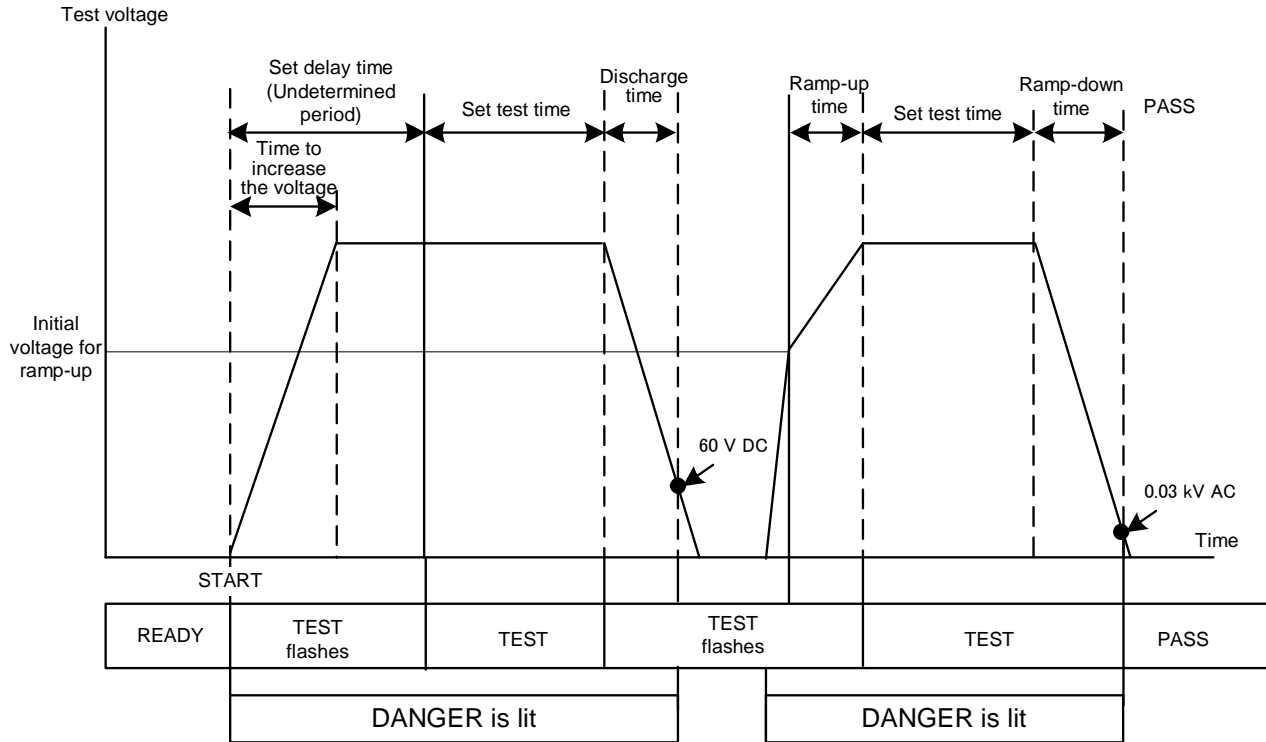 Test voltage
Set delay time
(Undetermined
period)
Set test time
Discharge
time
Ramp-up
time
Set test time
Ramp-down
time
PASS
Time to
increase
the voltage
Initial
voltage for
ramp-up
60 V DC
0.03 kV AC
Time
START
READY
TEST
flashes
TEST
TEST
flashes
TEST
PASS
DANGER is lit
DANGER is lit